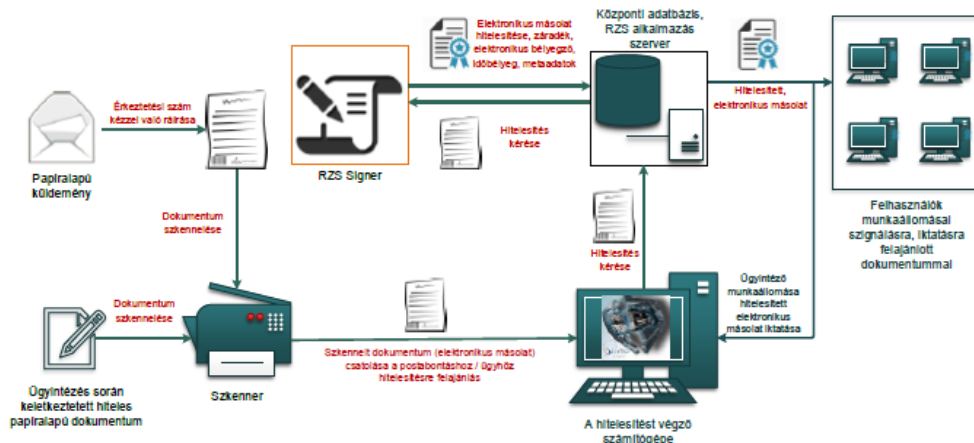 Elektronikus másolat
hitelesítése, záradék,
elektronikus bélyegző,
időbélyeg, metaadatok
Központi adatbázis,
RZS alkalmazás
szerver
Érkeztetési szám
kézzel való ráírása
Hitelesített,
elektronikus másolat
Hitelesítés
kérése
Papíralapú
küldemény
RZS Signer
Dokumentum
szkennelése
Felhasználók
munkaállomásai
szignálásra, iktatásra
felajánlott
dokumentummal
Hitelesítés
kérése
Ügyintéző
munkaállomása
hitelesített
elektronikus
másolat iktatása
Dokumentum
szkennelése
Szkennelt dokumentum (elektronikus másolat)
csatolása a postabontáshoz / ügyhöz
hitelesítésre felajánlás
Ügyintézés során
keletkeztetett hiteles
papíralapú dokumentum
Szkenner
A hitelesítést végző
számítógépe